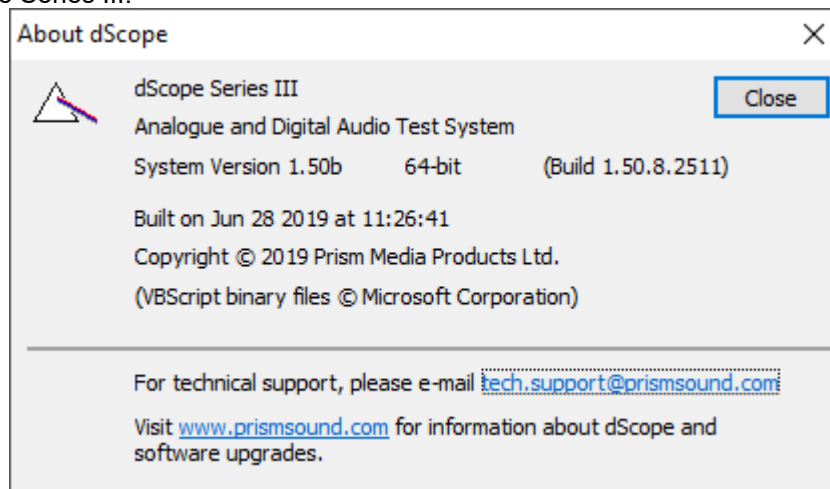 Series III.
About dScope
dScope Series III
Close
Analogue and Digital Audio Test System
System Version 1.50b 64-bit (Build 1.50.8.2511)
Built on Jun 28 2019 at 11:26:41
Copyright © 2019 Prism Media Products Ltd.
(VBScript binary files © Microsoft Corporation)
For technical support, please e-mail tech.support@prismsound.com
Visit www.prismsound.com for information about dScope and
software upgrades.